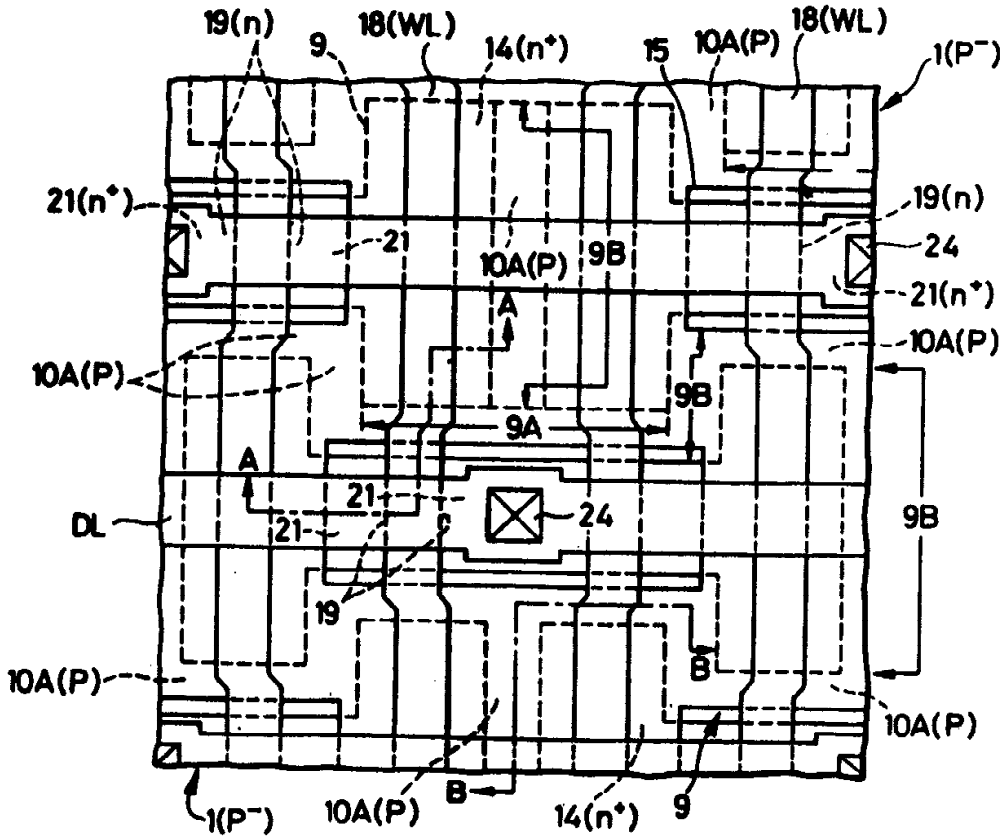 19(n)
9
18(WL)
14(n⁺)
15
10A(P)
18(WL)
1(P⁻)
21(n⁺)
21
10A(P)
9B
19(n)
24
21(n⁺)
A
10A(P)
10A(P)
9B
9A
A
21
DL
21
24
9B
19
B
10A(P)
10A(P)
B
10A(P)
14(n⁺)
9
1(P⁻)